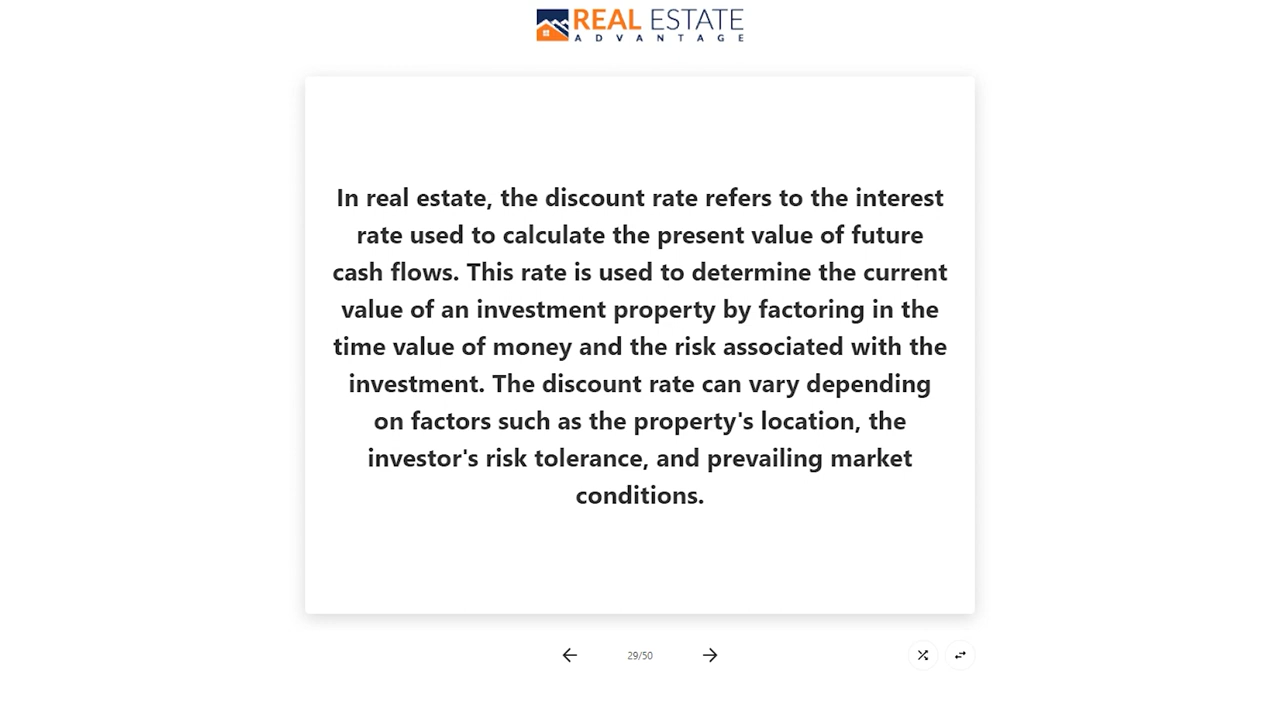 REAL ESTATE
ADVANTAGE
In real estate, the discount rate refers to the interest
rate used to calculate the present value of future
cash flows. This rate is used to determine the current
value of an investment property by factoring in the
time value of money and the risk associated with the
investment. The discount rate can vary depending
on factors such as the property's location, the
investor's risk tolerance, and prevailing market
conditions.
29/50